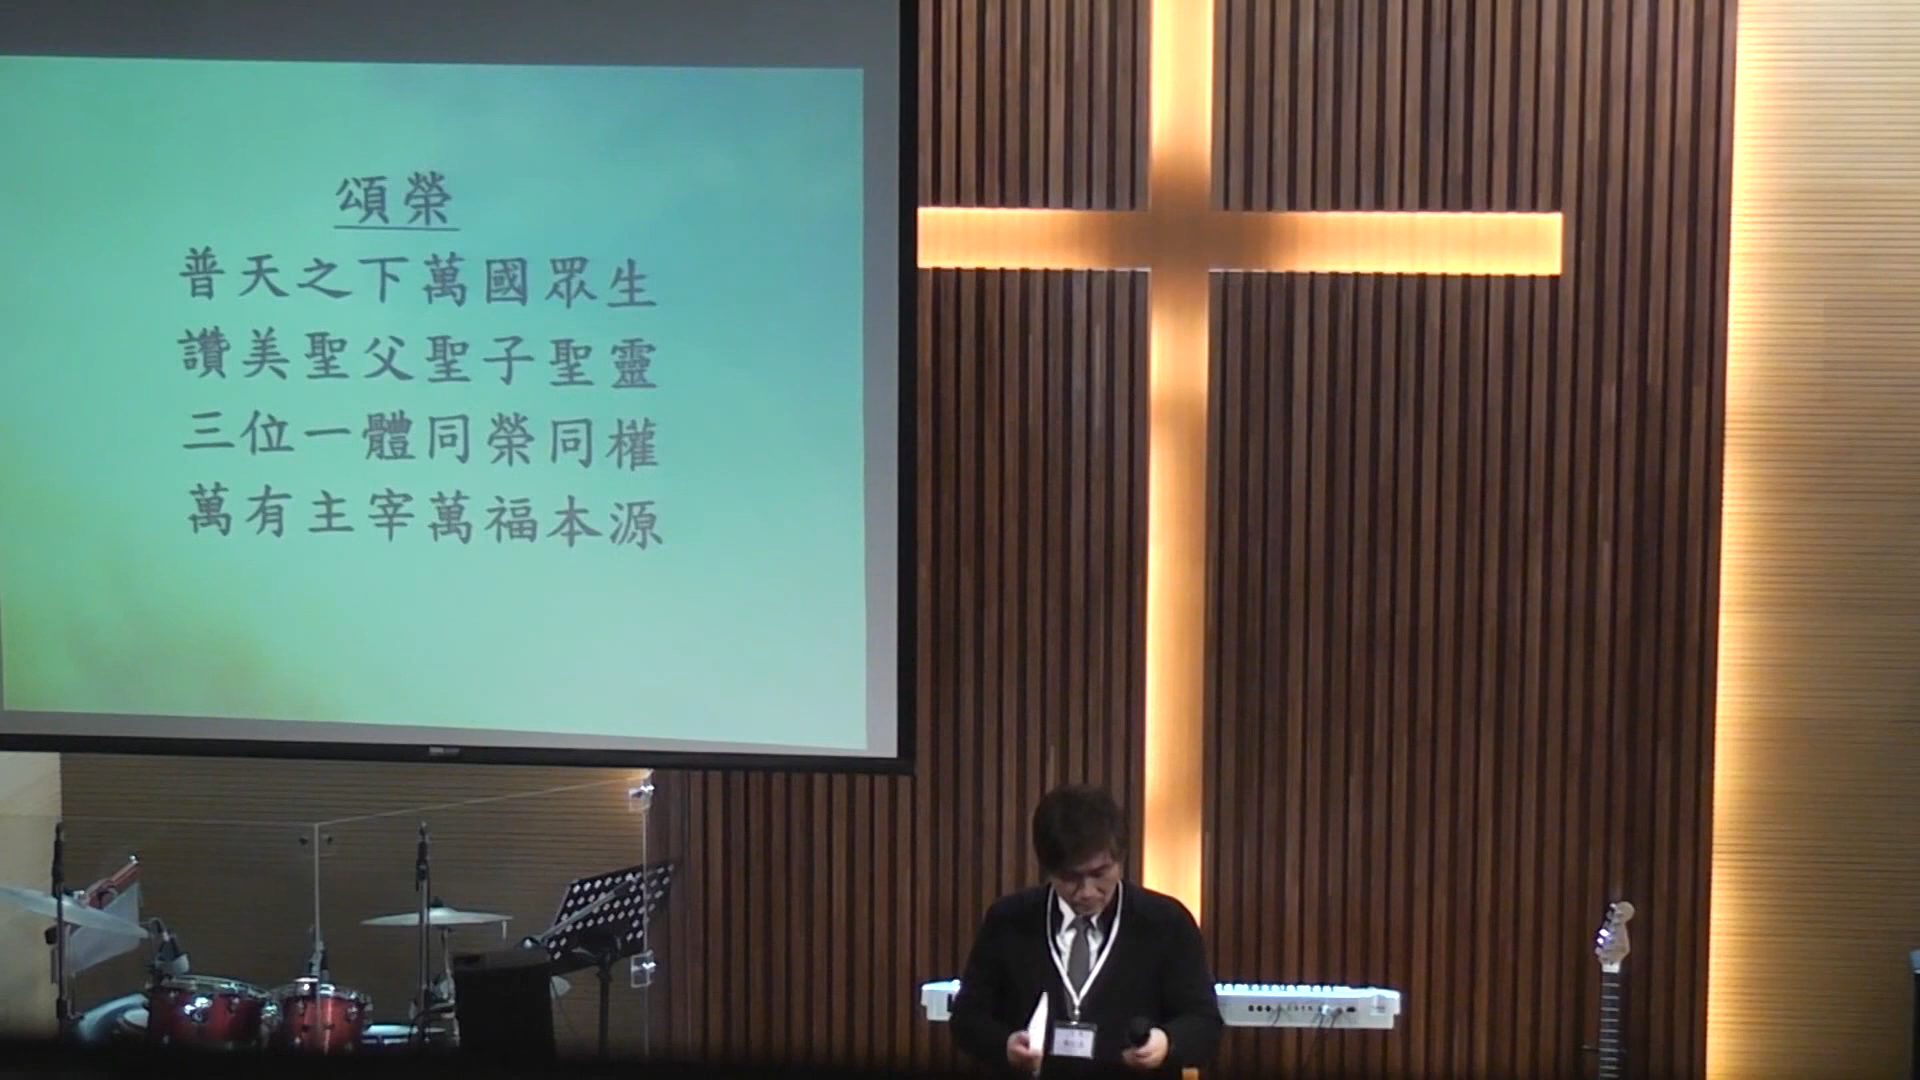 頌榮
普天之下萬國眾生
讚美聖父聖子聖靈
三位一體同榮同權
萬有主宰萬福本源